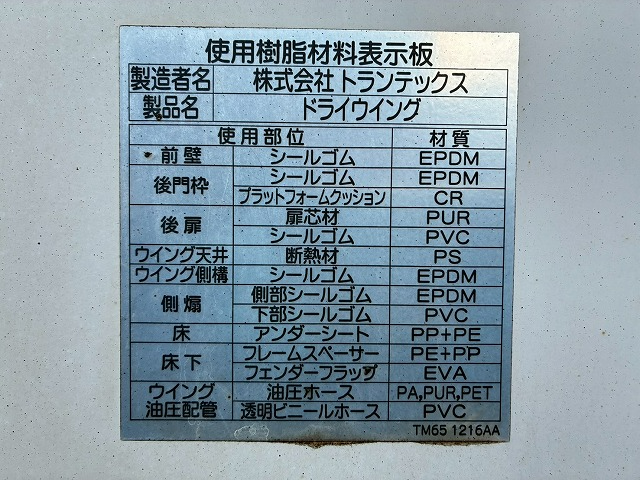 使用樹脂材料表示板
製造者名 株式会社 トランテックス
製品名 ドライウイング
使用部位 材質
前壁 シールゴム EPDM
後門枠 シールゴム EPDM
プラットフォームクッション CR
後扉 扉芯材 PUR
シールゴム PVC
ウイング天井 断熱材 PS
ウイング側構 シールゴム EPDM
側煽 側部シールゴム EPDM
下部シールゴム PVC
床 アンダーシート PP+PE
床下 フレームスペーサー PE+PP
フェンダーフラップ EVA
ウイング 油圧ホース PA,PUR,PET
油圧配管 透明ビニールホース PVC
TM65 1216AA